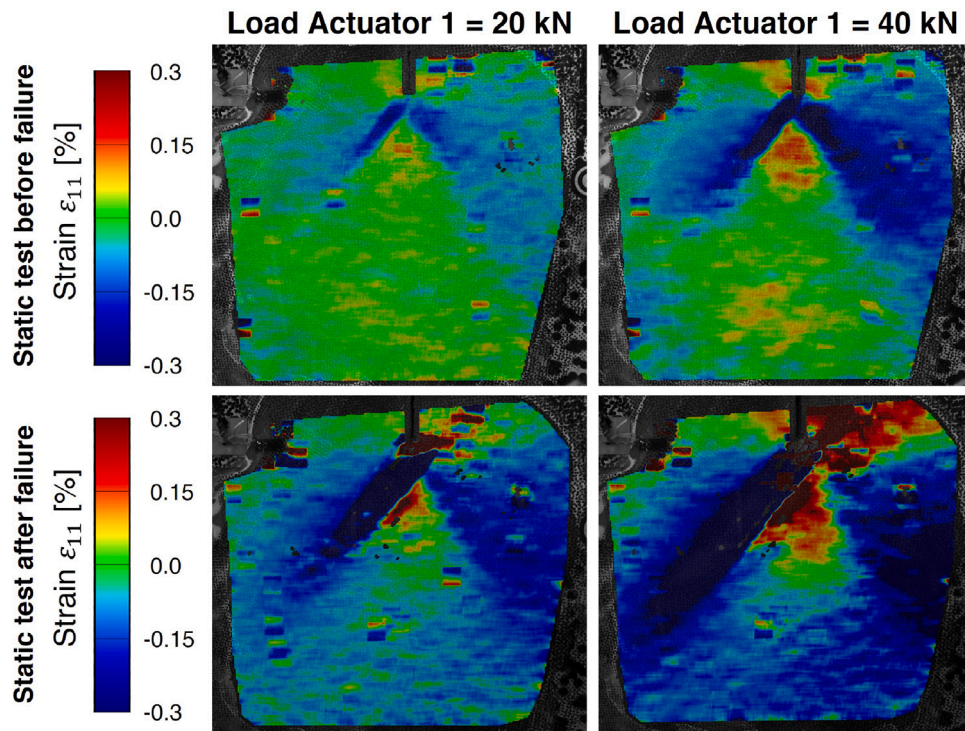 Load Actuator 1 = 20 kN
Load Actuator 1 = 40 kN
Static test before failure
Strain ε₁₁ [%]
0.3
0.15
0.0
-0.15
-0.3
Static test after failure
Strain ε₁₁ [%]
0.3
0.15
0.0
-0.15
-0.3